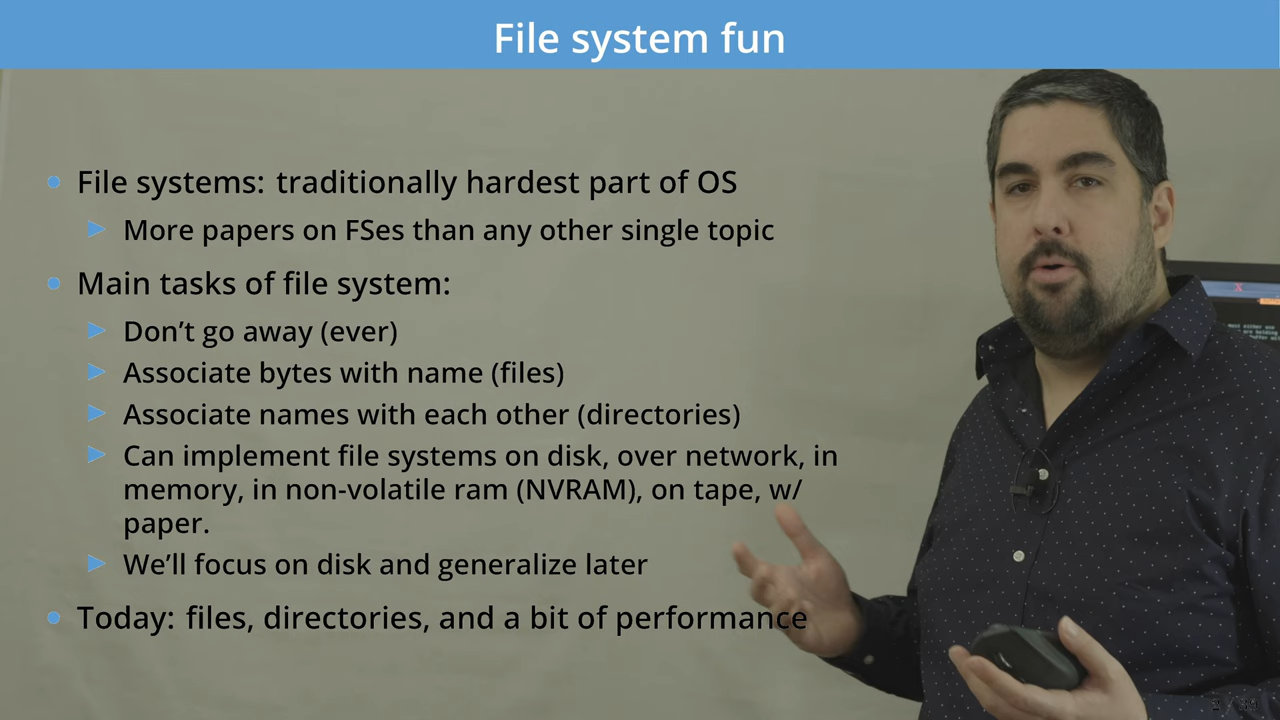 File system fun
File systems: traditionally hardest part of OS
More papers on FSes than any other single topic
Main tasks of file system:
Don't go away (ever)
Associate bytes with name (files)
Associate names with each other (directories)
Can implement file systems on disk, over network, in
memory, in non-volatile ram (NVRAM), on tape, w/
paper.
We'll focus on disk and generalize later
Today: files, directories, and a bit of performance